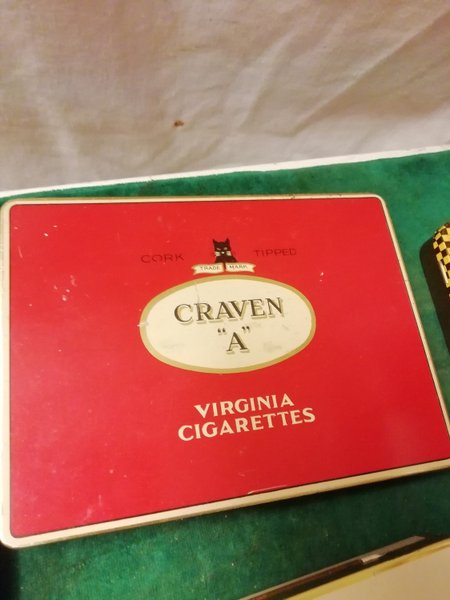 CORK TIPPED
TRADE MARK
CRAVEN
"A"
VIRGINIA
CIGARETTES